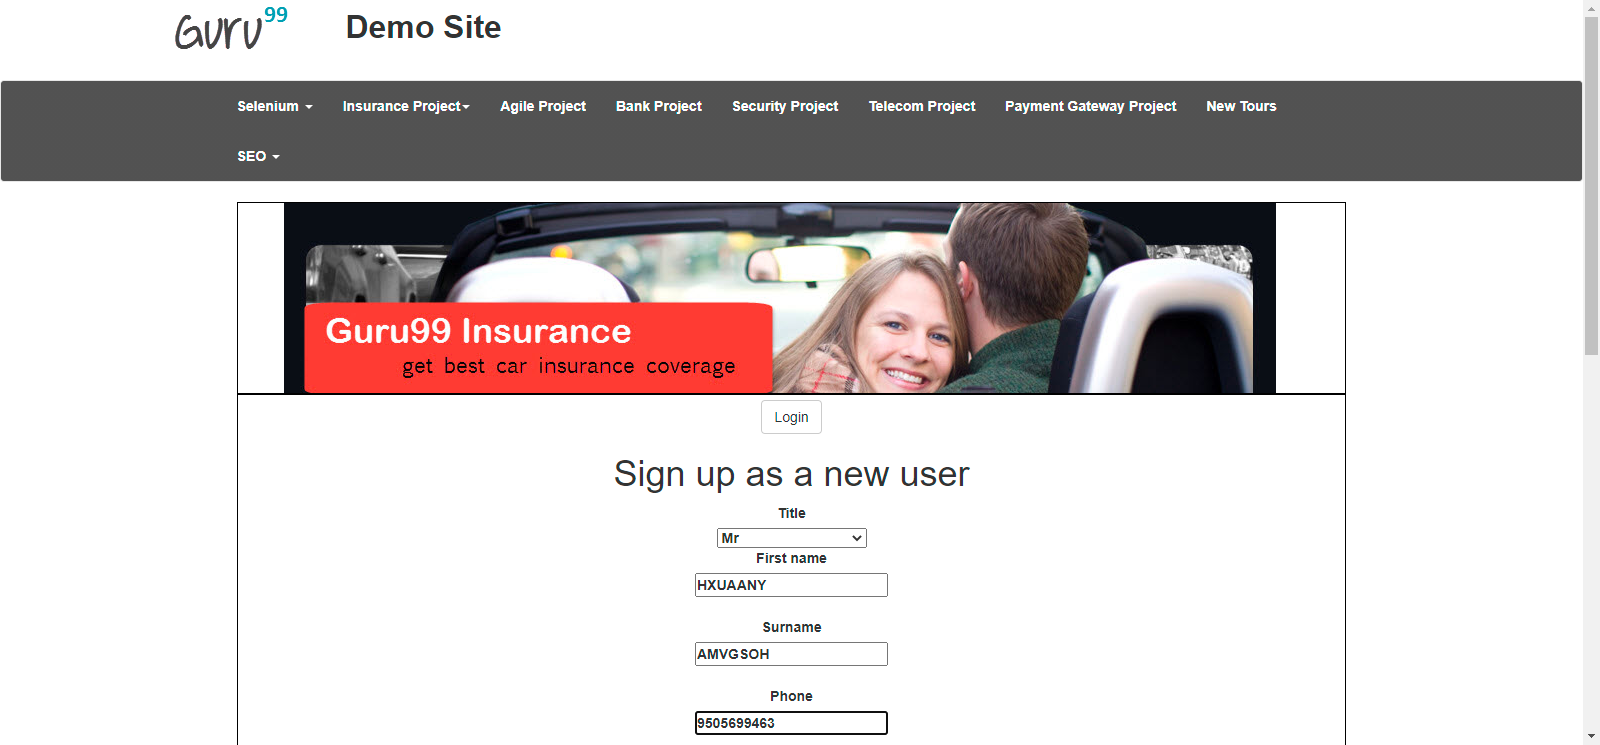 Guru99 Demo Site
Selenium Insurance Project Agile Project Bank Project Security Project Telecom Project Payment Gateway Project New Tours
SEO
Guru99 Insurance
get best car insurance coverage
Login
Sign up as a new user
Title
Mr
First name
HXUAANY
Surname
AMVGSOH
Phone
9505699463